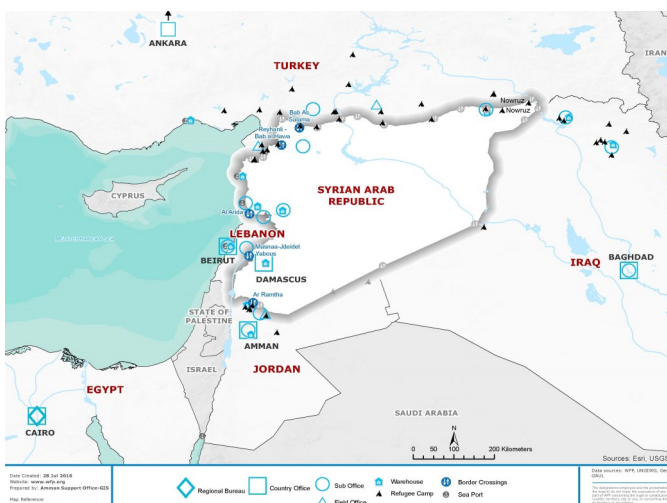 ANKARA
TURKEY
IRAN
Nowruz
Nowruz
Bab As
Salama
Reyhanli -
Bab al Hawa
CYPRUS
SYRIAN ARAB
REPUBLIC
Al Arida
LEBANON
Masnaa-Jdeidet
Yabous
BEIRUT
DAMASCUS
IRAQ
BAGHDAD
Ar Ramtha
STATE OF
PALESTINE
AMMAN
ISRAEL
JORDAN
EGYPT
CAIRO
SAUDI ARABIA
N
0 50 100 200 Kilometers
Sources: Esri, USGS
Date Created: 28 Jul 2016
Website: www.wfp.org
Prepared by: Amman Support Office-GIS
Map Reference:
Regional Bureau
Country Office
Sub Office
Field Office
Warehouse
Refugee Camp
Border Crossings
Sea Port
Data sources: WFP, UNGIWG, Ge